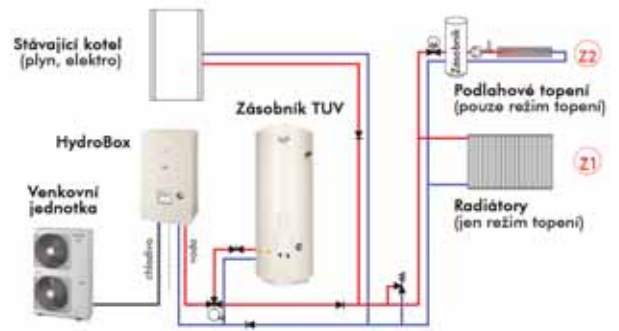 Stávající kotel
(plyn, elektro)
Zásobník TUV
HydroBox
Venkovní
jednotka
chladivo
voda
Zásobník
Z2
Podlahové topení
(pouze režim topení)
Z1
Radiátory
(jen režim topení)